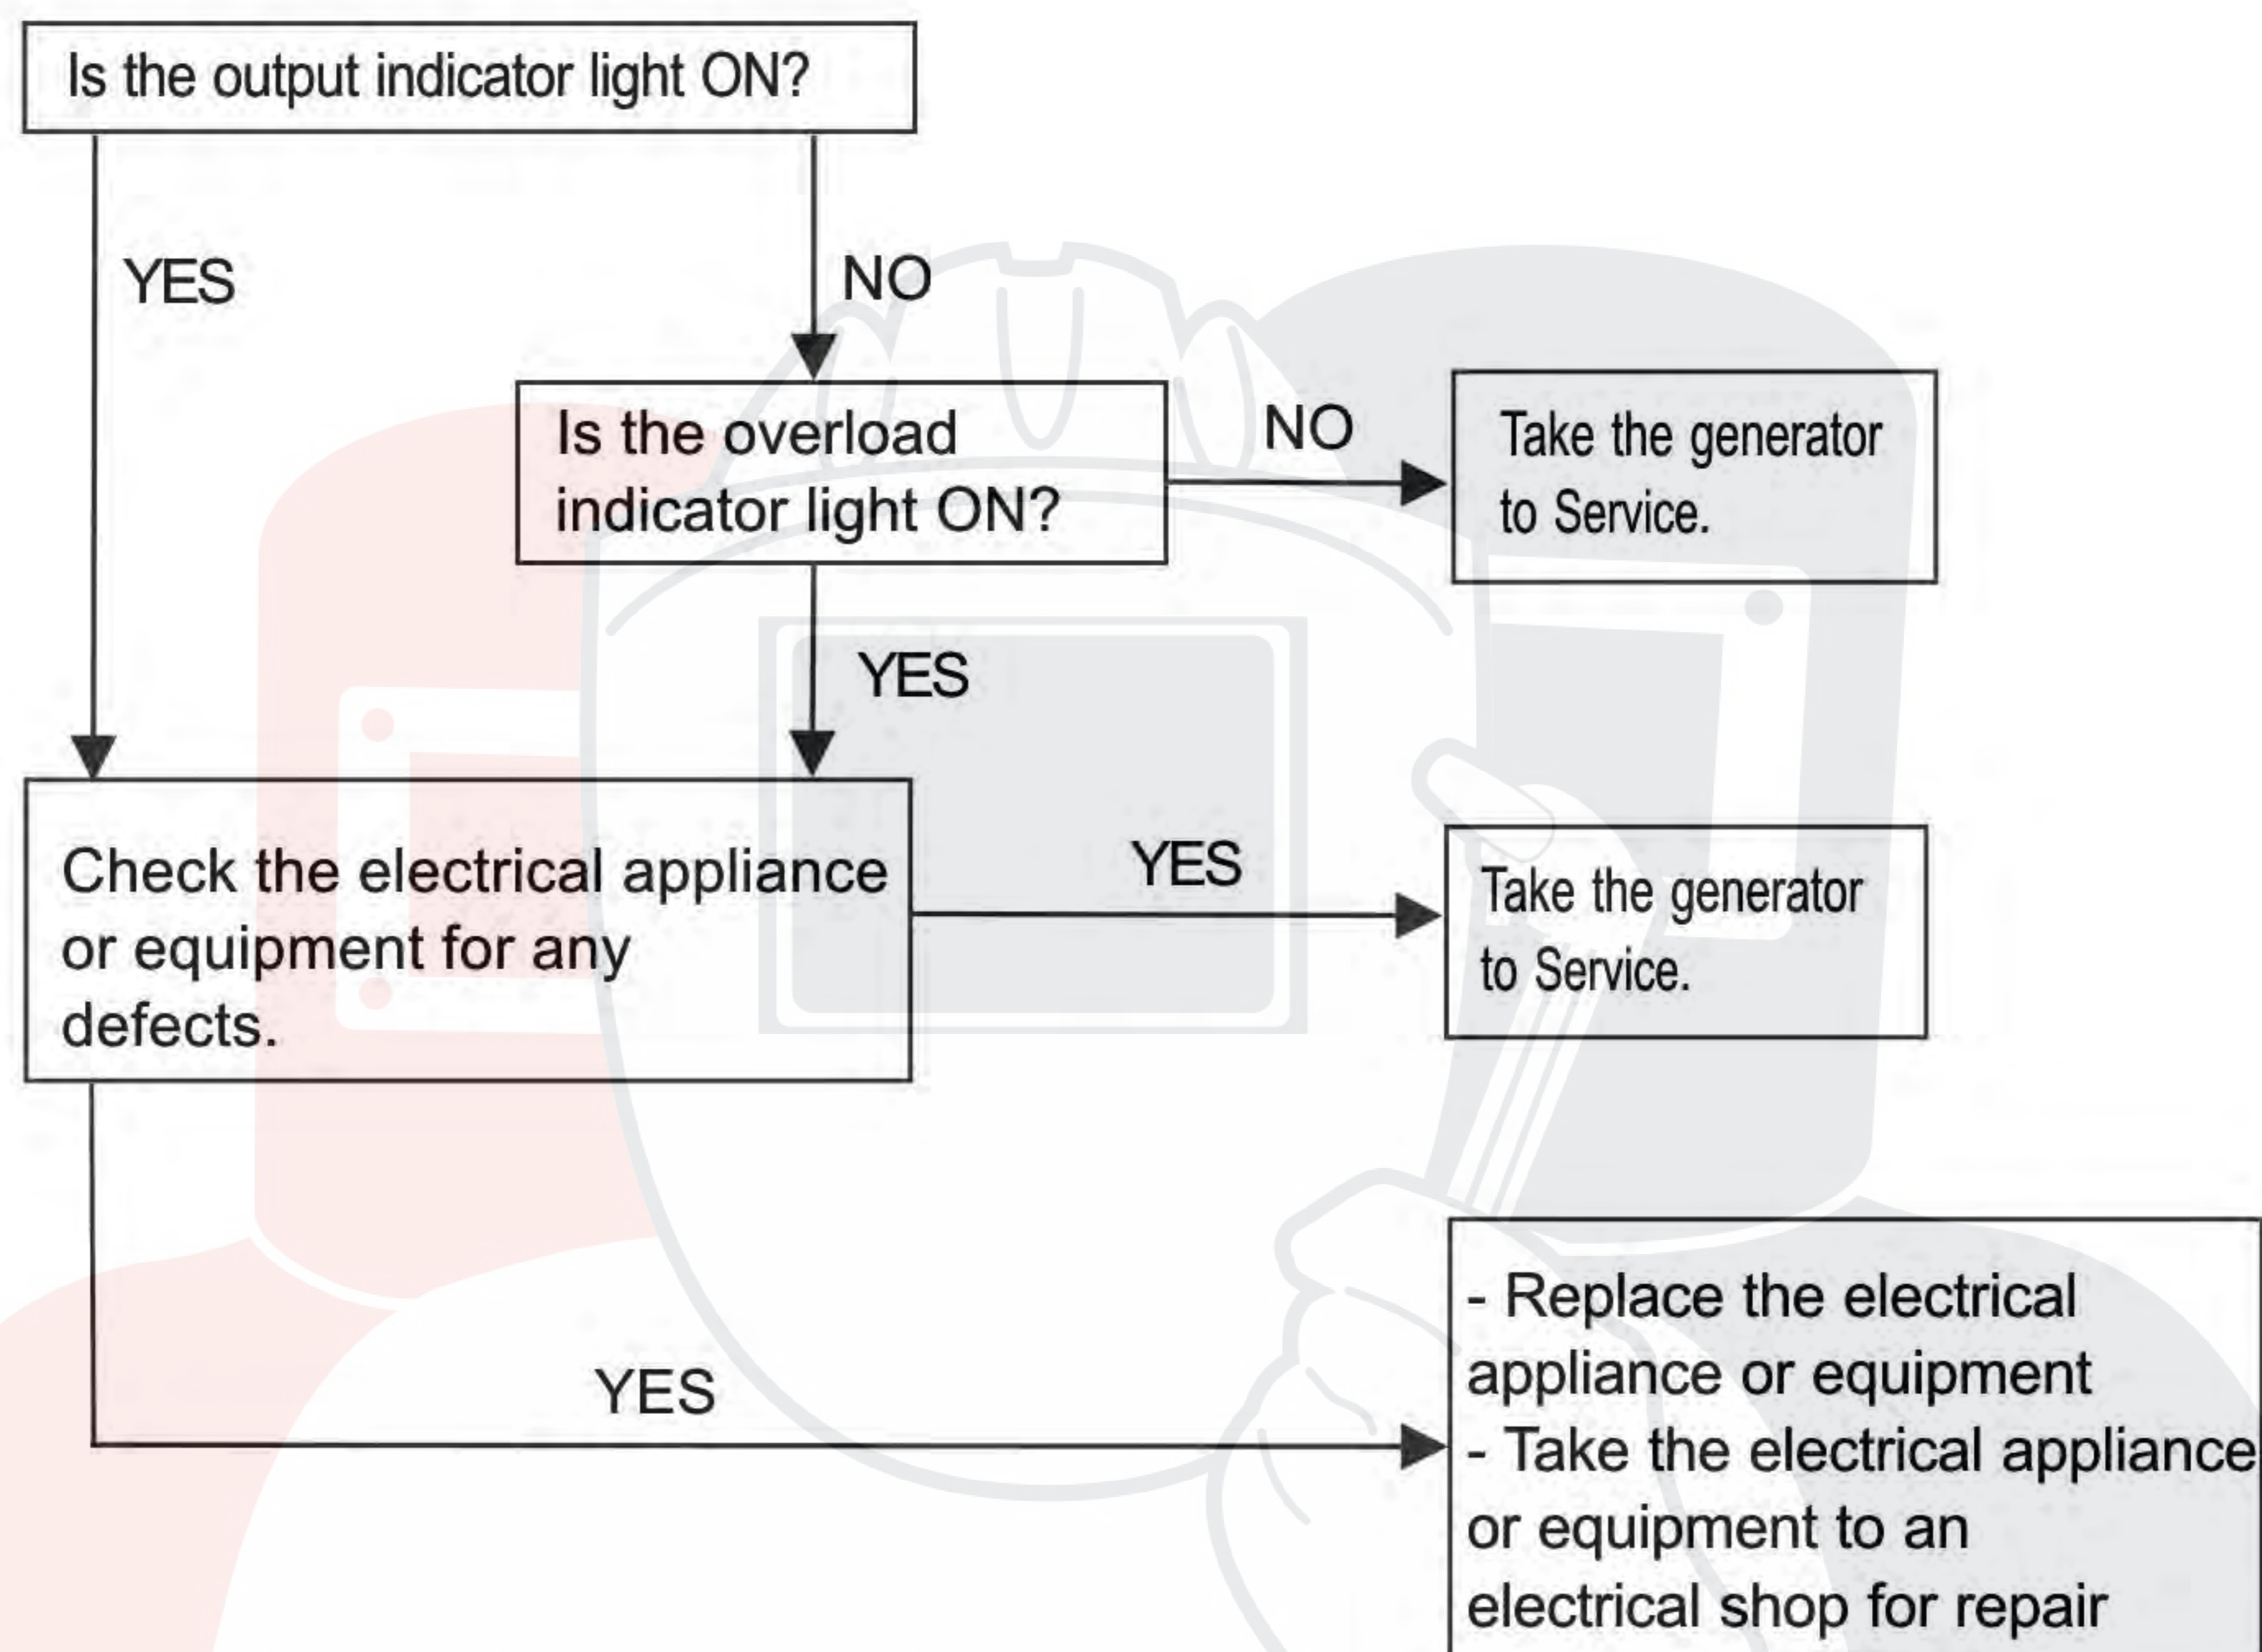 Is the output indicator light ON?
YES
NO
Is the overload
indicator light ON?
NO
Take the generator
to Service.
YES
Check the electrical appliance
or equipment for any
defects.
YES
Take the generator
to Service.
YES
- Replace the electrical
appliance or equipment
- Take the electrical appliance
or equipment to an
electrical shop for repair